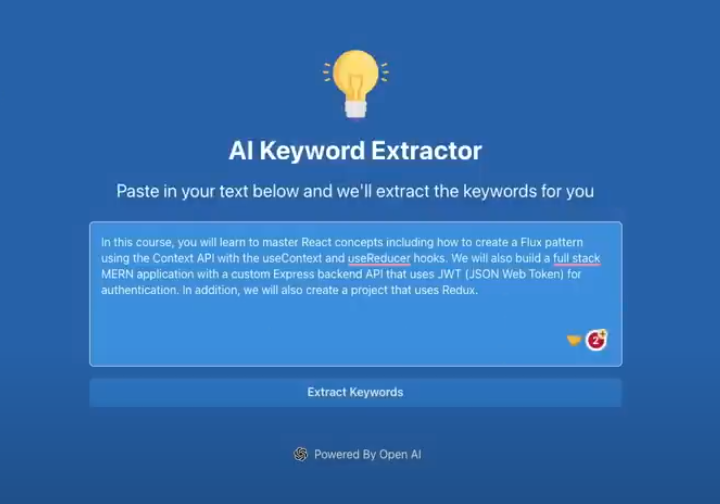 AI Keyword Extractor
Paste in your text below and we'll extract the keywords for you
In this course, you will learn to master React concepts including how to create a Flux pattern
using the Context API with the useContext and useReducer hooks. We will also build a full stack
MERN application with a custom Express backend API that uses JWT (JSON Web Token) for
authentication. In addition, we will also create a project that uses Redux.
2
Extract Keywords
Powered By Open AI